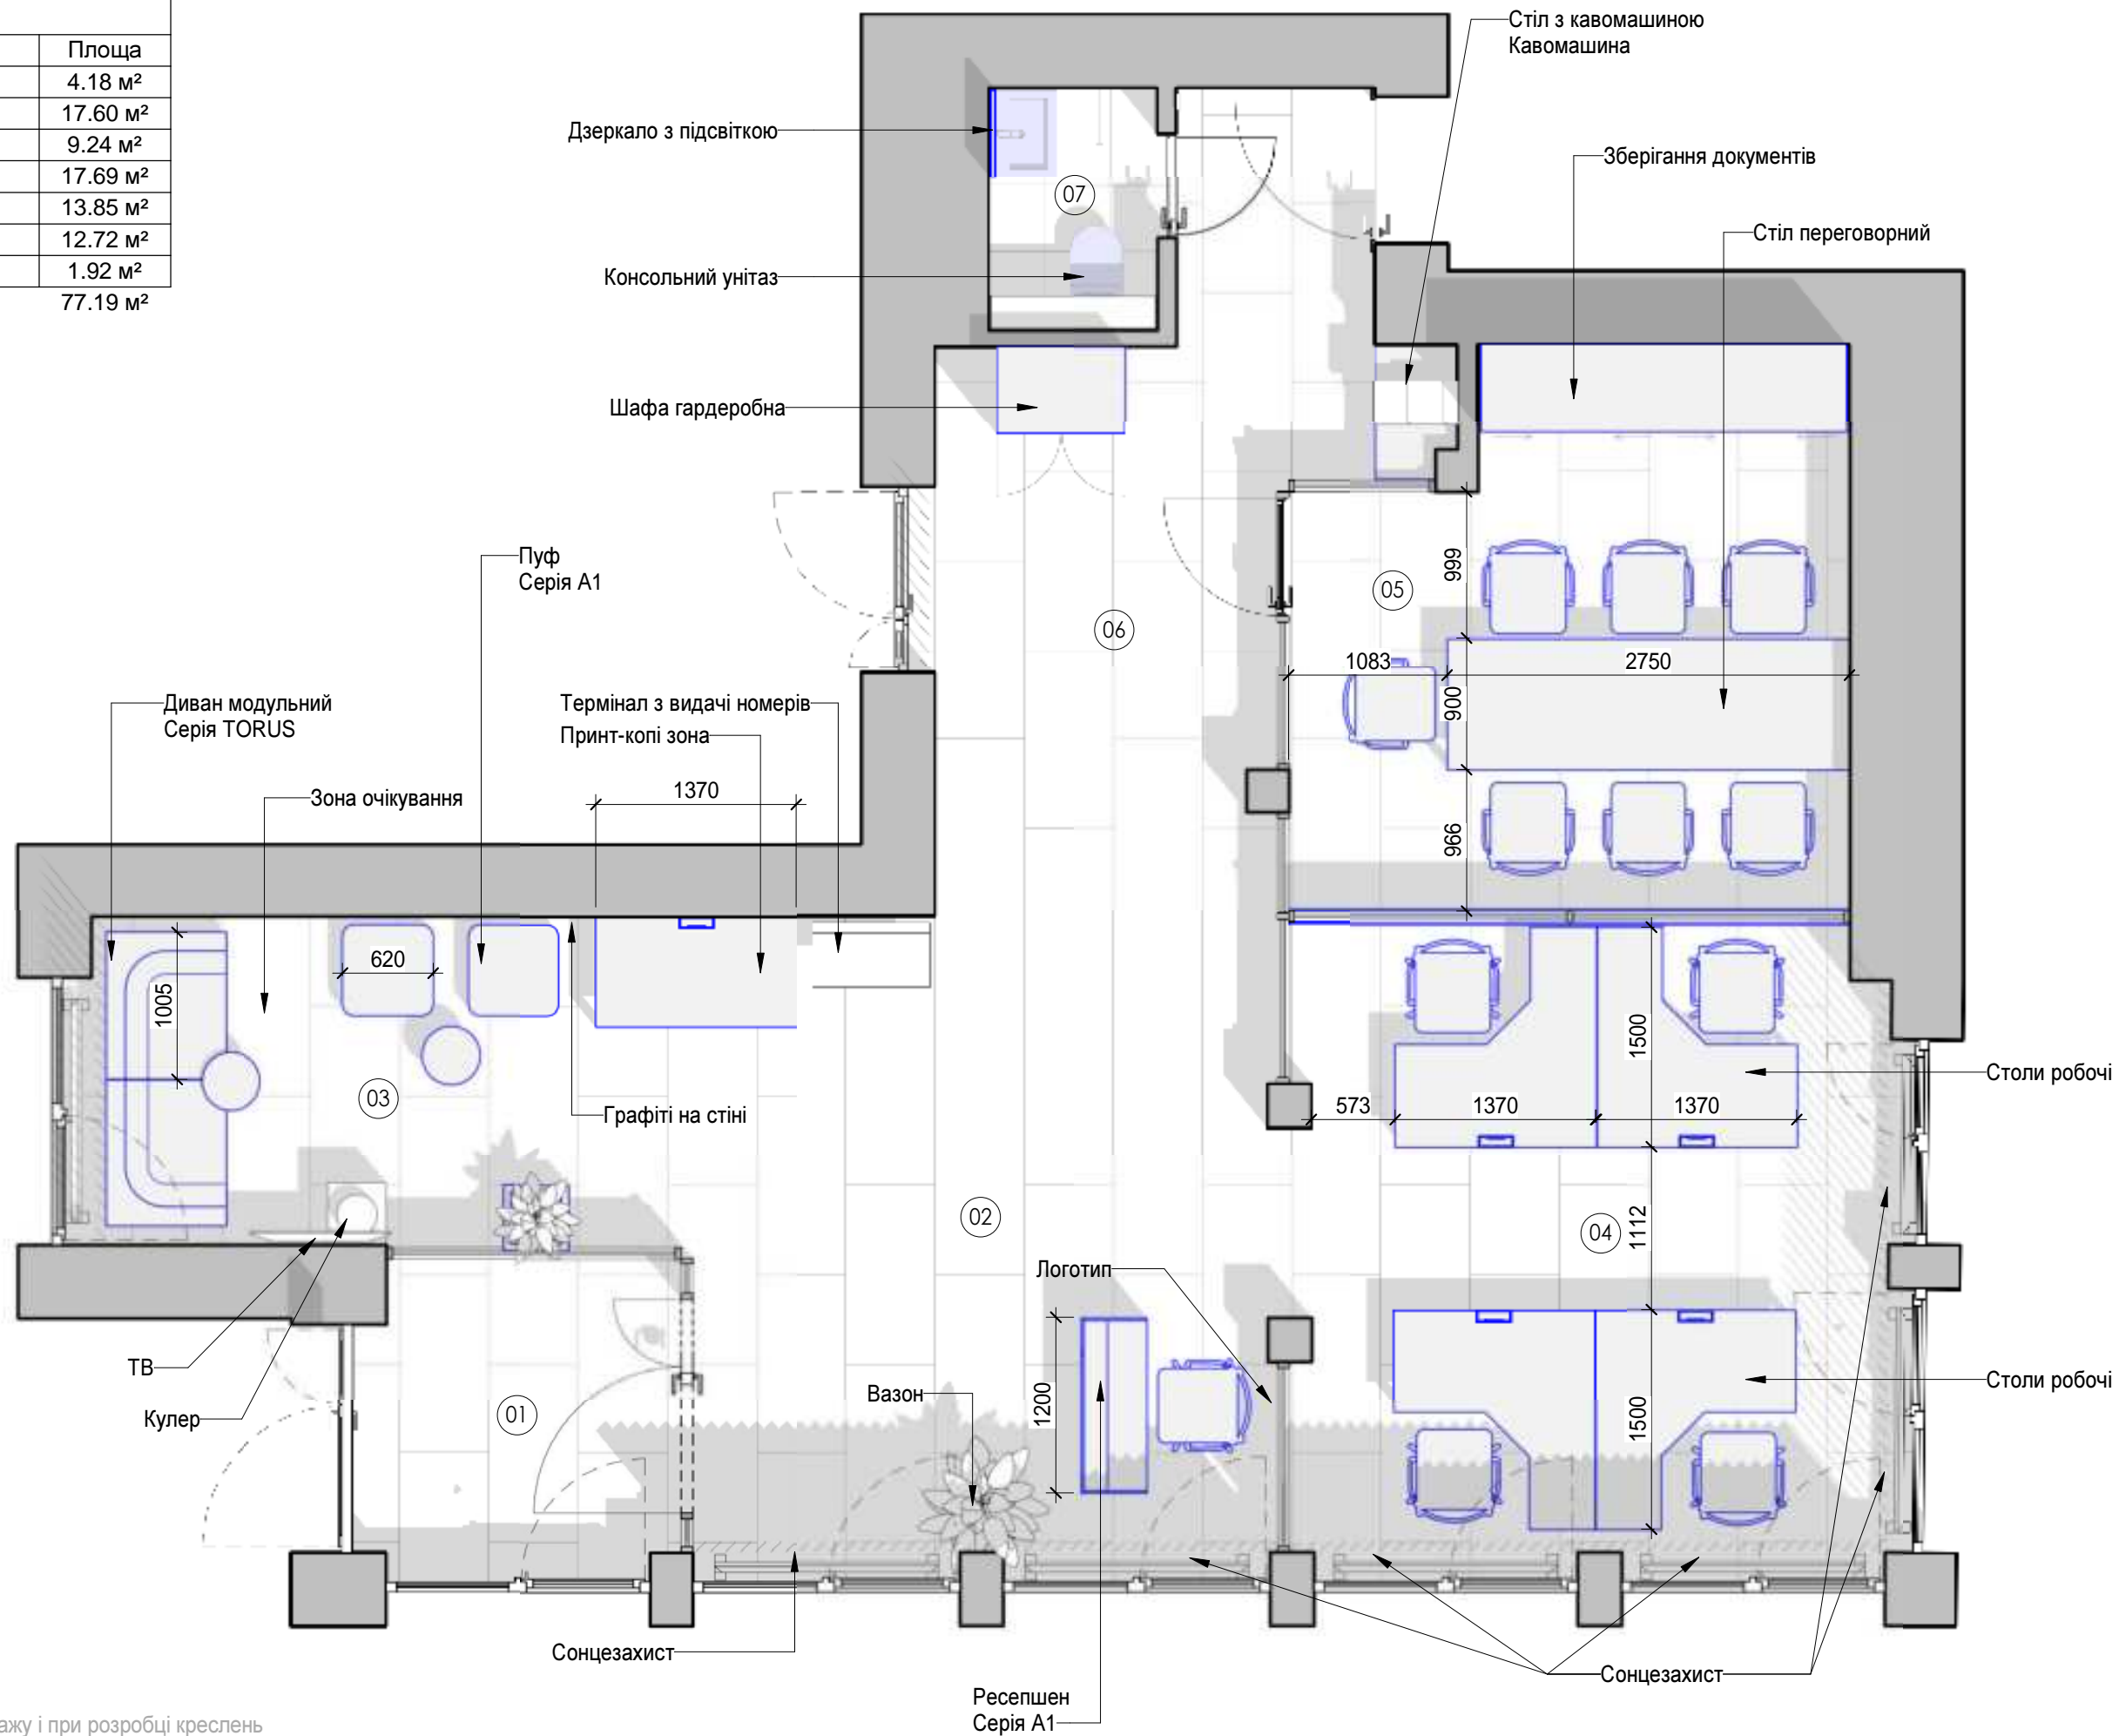 Площа
4.18 м²
17.60 м²
9.24 м²
17.69 м²
13.85 м²
12.72 м²
1.92 м²
77.19 м²
Стіл з кавомашиною
Кавомашина
Дзеркало з підсвіткою
Зберігання документів
07
Стіл переговорний
Консольний унітаз
Шафа гардеробна
Пуф
Серія А1
999
05
06
1083
2750
900
Диван модульний
Серія TORUS
Термінал з видачі номерів
Принт-копі зона
1370
Зона очікування
966
620
1005
1500
Столи робочі
03
Графіті на стіні
573
1370
1370
02
04
1112
Логотип
ТВ
Кулер
01
Вазон
1200
Столи робочі
1500
Сонцезахист
Сонцезахист
Ресепшен
Серія А1
ажу і при розробці креслень